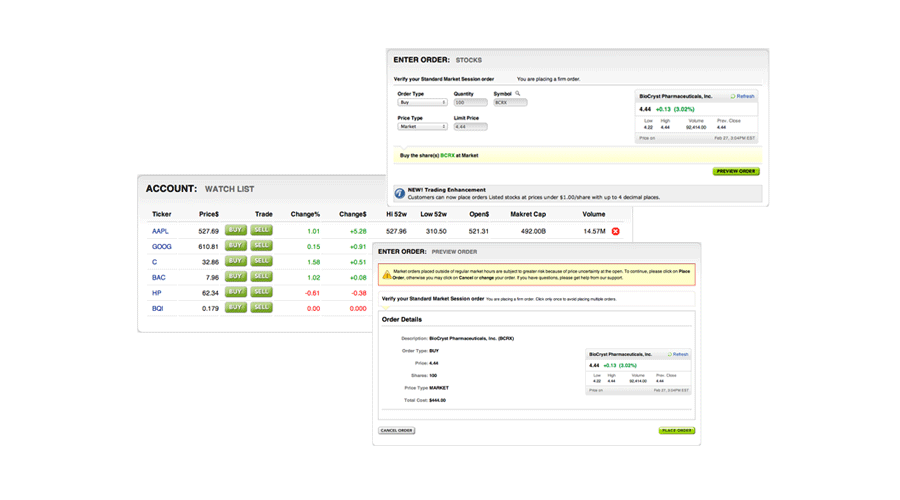 ENTER ORDER: STOCKS
Verify your Standard Market Session order You are placing a firm order.
Order Type Quantity Symbol
Buy 100 BCRX
Price Type Limit Price
Market 4.44
BioCryst Pharmaceuticals, Inc. Refresh
4.44 +0.13 (3.02%)
Low High Volume Prev. Close
4.22 4.44 92,414.00 4.44
Price on Feb 27, 3:04PM EST
Buy the share(s) BCRX at Market
PREVIEW ORDER
NEW! Trading Enhancement
Customers can now place orders Listed stocks at prices under $1.00/share with up to 4 decimal places.
ACCOUNT: WATCH LIST
Ticker Price$ Trade Change% Change$ Hi 52w Low 52w Open$ Makret Cap Volume
AAPL 527.69 BUY SELL 1.01 +5.28 527.96 310.50 521.31 492.00B 14.57M
GOOG 610.81 BUY SELL 0.15 +0.91
C 32.86 BUY SELL 1.58 +0.51
BAC 7.96 BUY SELL 1.02 +0.08
HP 62.34 BUY SELL -0.61 -0.38
BQI 0.179 BUY SELL 0.00 0.000
ENTER ORDER: PREVIEW ORDER
Market orders placed outside of regular market hours are subject to greater risk because of price uncertainty at the open. To continue, please click on Place
Order, otherwise you may click on Cancel or change your order. If you have questions, please get help from our support.
Verify your Standard Market Session order You are placing a firm order. Click only once to avoid placing multiple orders.
Order Details
Description: BioCryst Pharmaceuticals, Inc. (BCRX)
Order Type: BUY
Price: 4.44
Shares: 100
Price Type MARKET
Total Cost: $444.00
BioCryst Pharmaceuticals, Inc. Refresh
4.44 +0.13 (3.02%)
Low High Volume Prev. Close
4.22 4.44 92,414.00 4.44
Price on Feb 27, 3:04PM EST
CANCEL ORDER PLACE ORDER